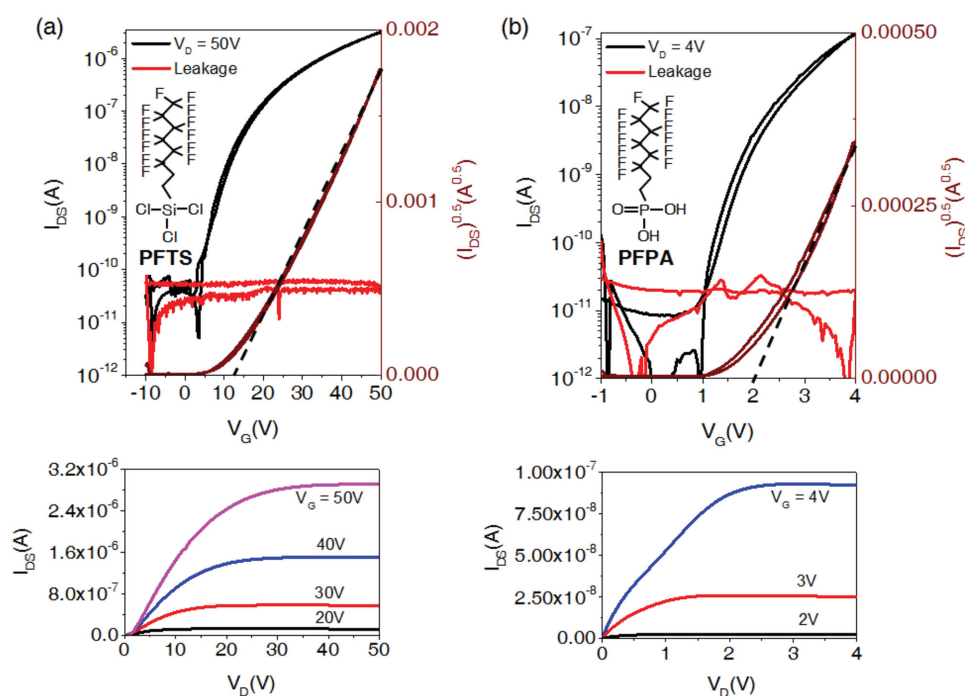 (a)
V_D = 50V
Leakage
10^-6
10^-7
10^-8
10^-9
10^-10
10^-11
10^-12
I_DS(A)
F F
F F
F F
F F
F F
F F
F
Cl Si Cl
Cl
PFTS
0.002
0.001
0.000
(I_DS)^0.5(A^0.5)
-10 0 10 20 30 40 50
V_G(V)
(b)
V_D = 4V
Leakage
10^-7
10^-8
10^-9
10^-10
10^-11
10^-12
I_DS(A)
F F
F F
F F
F F
F F
F F
F
O=P OH
OH
PFPA
0.00050
0.00025
0.00000
(I_DS)^0.5(A^0.5)
-1 0 1 2 3 4
V_G(V)
3.2x10^-6
2.4x10^-6
1.6x10^-6
8.0x10^-7
0.0
I_DS(A)
V_G = 50V
40V
30V
20V
0 10 20 30 40 50
V_D(V)
1.00x10^-7
7.50x10^-8
5.00x10^-8
2.50x10^-8
0.00
I_DS(A)
V_G = 4V
3V
2V
0 1 2 3 4
V_D(V)